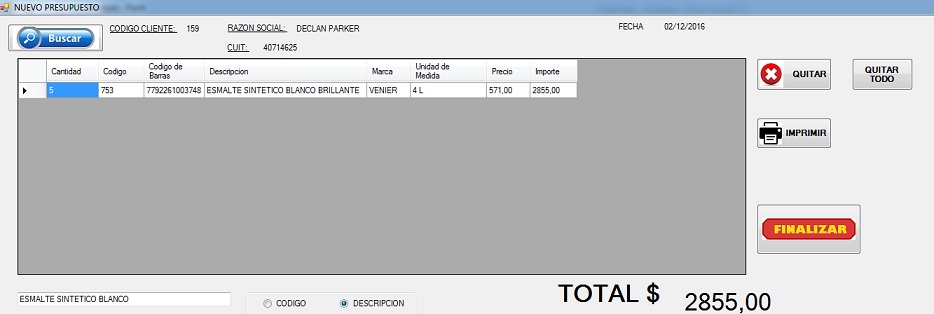 NUEVO PRESUPUESTO
Buscar CODIGO CLIENTE: 159 RAZON SOCIAL: DECLAN PARKER FECHA 02/12/2016
CUIT: 40714625
Cantidad Codigo Codigo de Barras Descripcion Marca Unidad de Medida Precio Importe
5 753 7792261003748 ESMALTE SINTETICO BLANCO BRILLANTE VENIER 4 L 571,00 2855,00
QUITAR QUITAR TODO
IMPRIMIR
FINALIZAR
ESMALTE SINTETICO BLANCO CODIGO DESCRIPCION TOTAL $ 2855,00